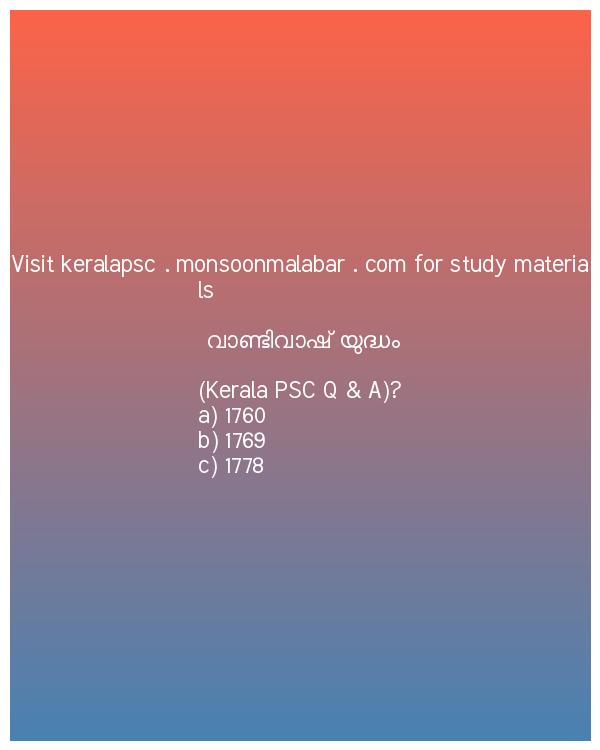 Visit keralapsc . monsoonmalabar . com for study materia
ls
വാണ്ടിവാഷ് യുദ്ധം
(Kerala PSC Q & A)?
a) 1760
b) 1769
c) 1778